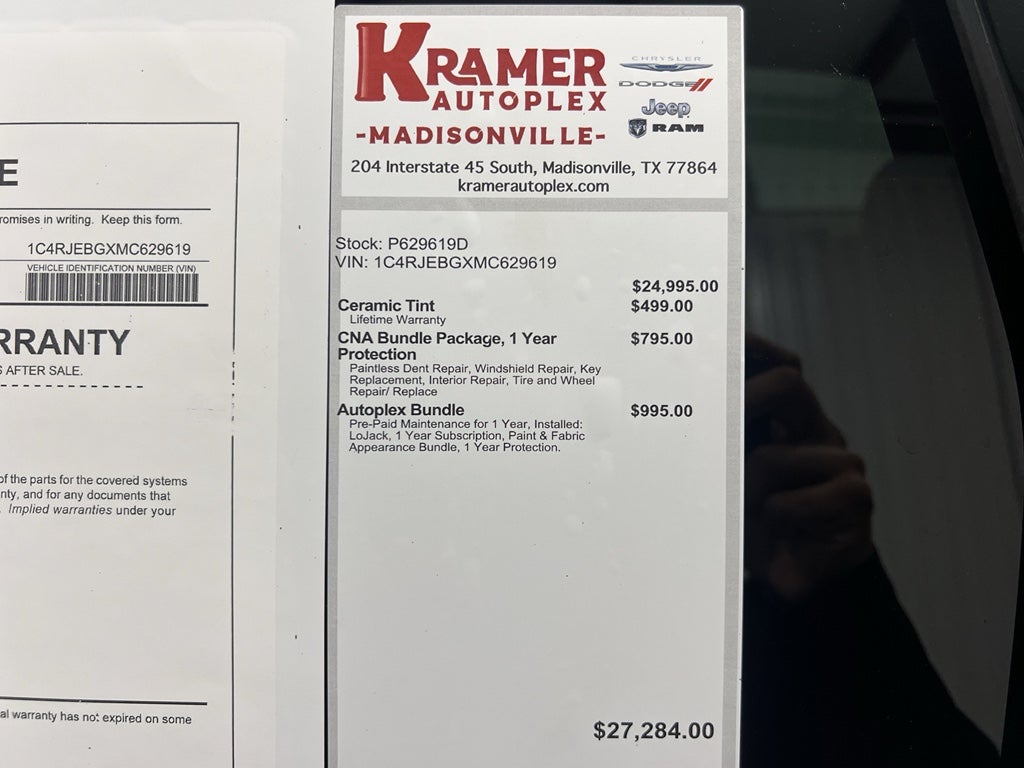 E
romises in writing. Keep this form.
1C4RJEBGXMC629619
VEHICLE IDENTIFICATION NUMBER (VIN)
RRANTY
S AFTER SALE.
of the parts for the covered systems
nty, and for any documents that
. Implied warranties under your
al warranty has not expired on some
KRAMER
AUTOPLEX
-MADISONVILLE-
CHRYSLER
DODGE
Jeep
RAM
204 Interstate 45 South, Madisonville, TX 77864
kramerautoplex.com
Stock: P629619D
VIN: 1C4RJEBGXMC629619
$24,995.00
Ceramic Tint $499.00
Lifetime Warranty
CNA Bundle Package, 1 Year $795.00
Protection
Paintless Dent Repair, Windshield Repair, Key
Replacement, Interior Repair, Tire and Wheel
Repair/ Replace
Autoplex Bundle $995.00
Pre-Paid Maintenance for 1 Year, Installed:
LoJack, 1 Year Subscription, Paint & Fabric
Appearance Bundle, 1 Year Protection.
$27,284.00